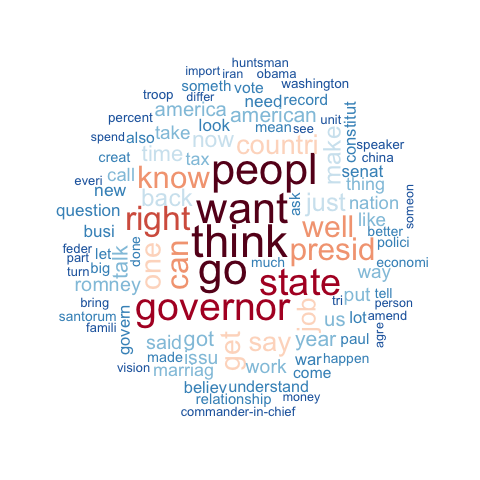 huntsman
import iran obama
troop differ someth vote washington
percent america need record
american mean see unit constitut
spend also take look now countri make speaker
creat time tax peopl senat china
everi call know thing
new back want ask just nation someon
question right well like better
busi one can think presid polici
feder let talk go much way economi
part big state
turn romney done governor tri put tell person
bring job us lot amend
santorum govern said got get say year paul agre
famili made issu war happen
vision marriag work come
believ understand
relationship money
commander-in-chief